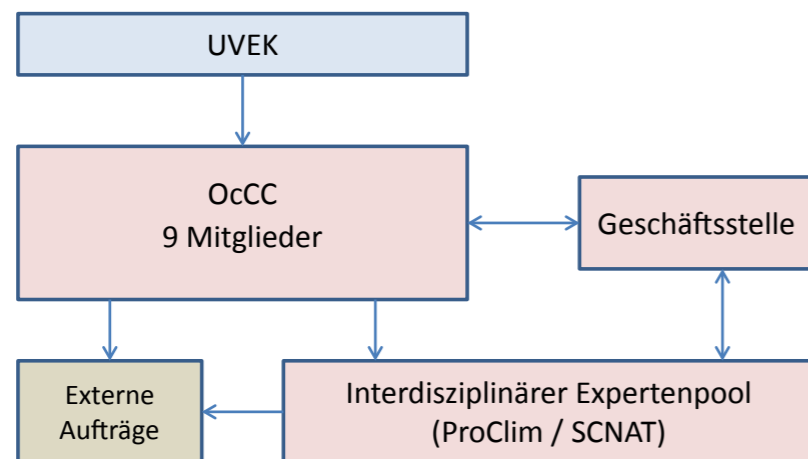 UVEK
OcCC
9 Mitglieder
Geschäftsstelle
Externe
Aufträge
Interdisziplinärer Expertenpool
(ProClim / SCNAT)